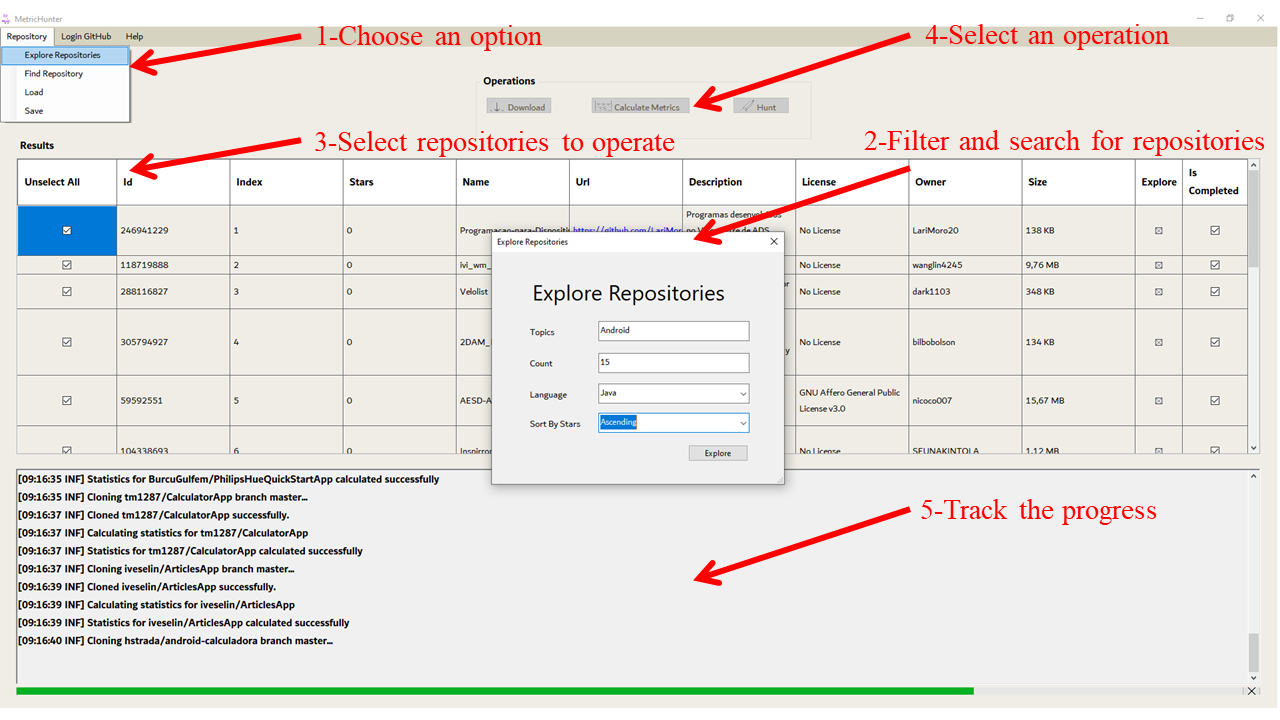 MetricHunter
Repository Login GitHub Help
1-Choose an option
4-Select an operation
Explore Repositories
Find Repository
Load
Save
Operations
Download Calculate Metrics Hunt
3-Select repositories to operate
2-Filter and search for repositories
Results
Unselect All Id Index Stars Name Url Description License Owner Size Explore Is Completed
246941229 1 0 Programacao-para-Dispositi https://github.com/LariMor Programas desenvolvidos no ADS No License LariMoro20 138 KB
118719888 2 0 ivi_wm_ No License wanglin4245 9,76 MB
288116827 3 0 Velolist No License dark1103 348 KB
305794927 4 0 2DAM_ y No License bilbobolson 134 KB
59592551 5 0 AESD-A GNU Affero General Public License v3.0 nicoco007 15,67 MB
104338693 6 0 Inspirror No License SEUNAKINTOLA 1,12 MB
Explore Repositories
Explore Repositories
Topics Android
Count 15
Language Java
Sort By Stars Ascending
Explore
[09:16:35 INF] Statistics for BurcuGulfem/PhilipsHueQuickStartApp calculated successfully
[09:16:35 INF] Cloning tm1287/CalculatorApp branch master...
[09:16:37 INF] Cloned tm1287/CalculatorApp successfully.
[09:16:37 INF] Calculating statistics for tm1287/CalculatorApp
[09:16:37 INF] Statistics for tm1287/CalculatorApp calculated successfully
[09:16:37 INF] Cloning iveselin/ArticlesApp branch master...
[09:16:39 INF] Cloned iveselin/ArticlesApp successfully.
[09:16:39 INF] Calculating statistics for iveselin/ArticlesApp
[09:16:39 INF] Statistics for iveselin/ArticlesApp calculated successfully
[09:16:40 INF] Cloning hstrada/android-calculadora branch master...
5-Track the progress